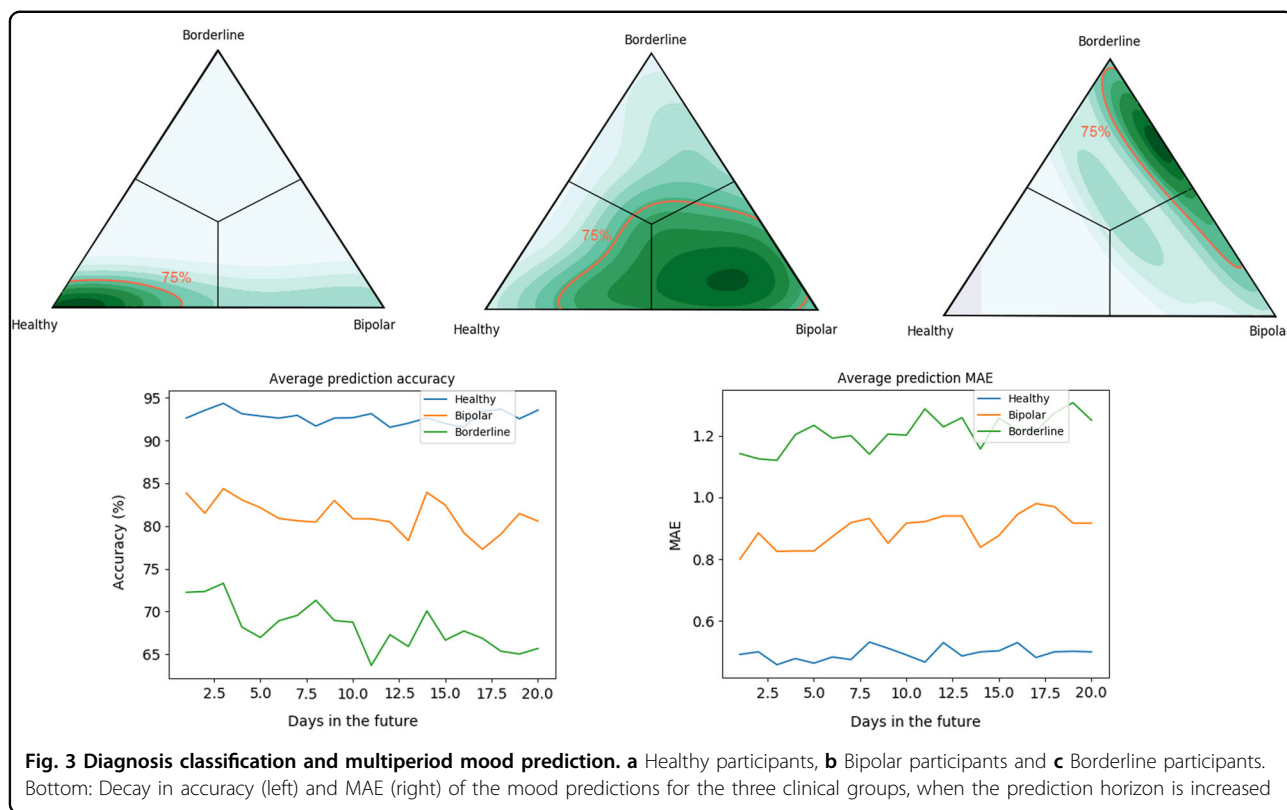 Borderline
75%
Healthy
Bipolar
Borderline
75%
Healthy
Bipolar
Borderline
75%
Healthy
Bipola
Average prediction accuracy
Healthy
Bipolar
Borderline
95
90
85
80
75
70
65
Accuracy (%)
2.5 5.0 7.5 10.0 12.5 15.0 17.5 20.0
Days in the future
Average prediction MAE
Healthy
Bipolar
Borderline
1.2
1.0
0.8
0.6
MAE
2.5 5.0 7.5 10.0 12.5 15.0 17.5 20.0
Days in the future
Fig. 3 Diagnosis classification and multiperiod mood prediction. a Healthy participants, b Bipolar participants and c Borderline participants.
Bottom: Decay in accuracy (left) and MAE (right) of the mood predictions for the three clinical groups, when the prediction horizon is increased